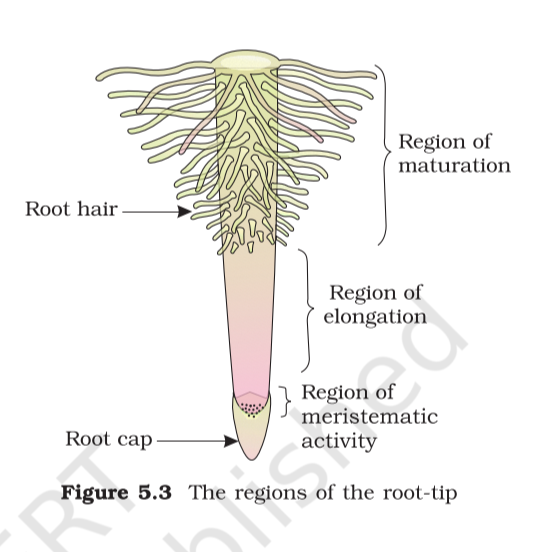 Region of
maturation
Root hair
Region of
elongation
Region of
meristematic
activity
Root cap
Figure 5.3 The regions of the root-tip